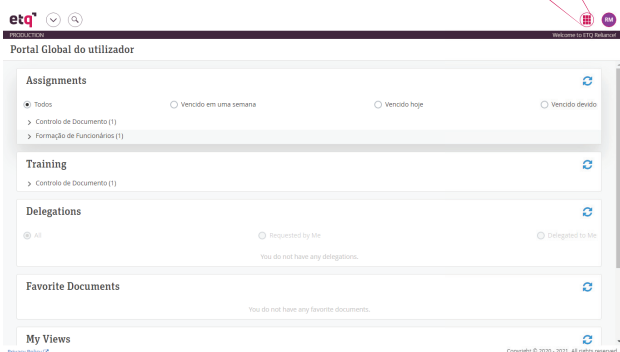 etq
RM
PRODUCTION Welcome to ETQ Reliance!
Portal Global do utilizador
Assignments
Todos Vencido em uma semana Vencido hoje Vencido devido
Controlo de Documento (1)
Formação de Funcionários (1)
Training
Controlo de Documento (1)
Delegations
All Requested by Me Delegated to Me
You do not have any delegations.
Favorite Documents
You do not have any favorite documents.
My Views
Privacy Policy Copyright © 2020 - 2021. All rights reserved